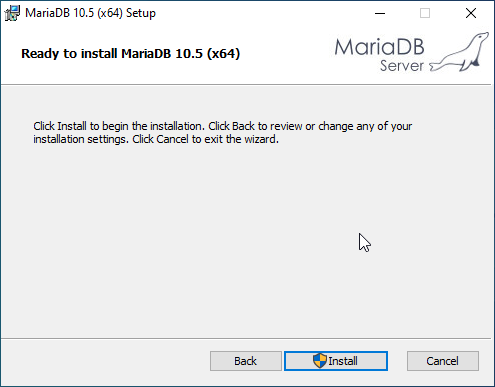 MariaDB 10.5 (x64) Setup
Ready to install MariaDB 10.5 (x64)
MariaDB
Server
Click Install to begin the installation. Click Back to review or change any of your
installation settings. Click Cancel to exit the wizard.
Back
Install
Cancel